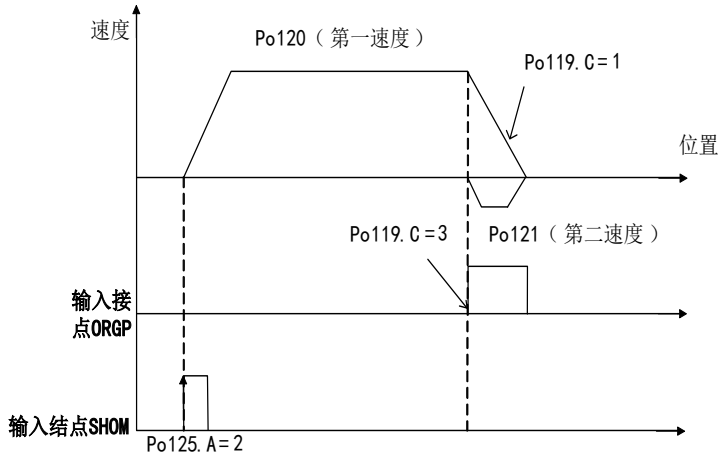 速度
Po120（第一速度）
Po119.C=1
位置
Po119.C=3
Po121（第二速度）
输入接
点ORGP
输入结点SHOM
Po125.A=2